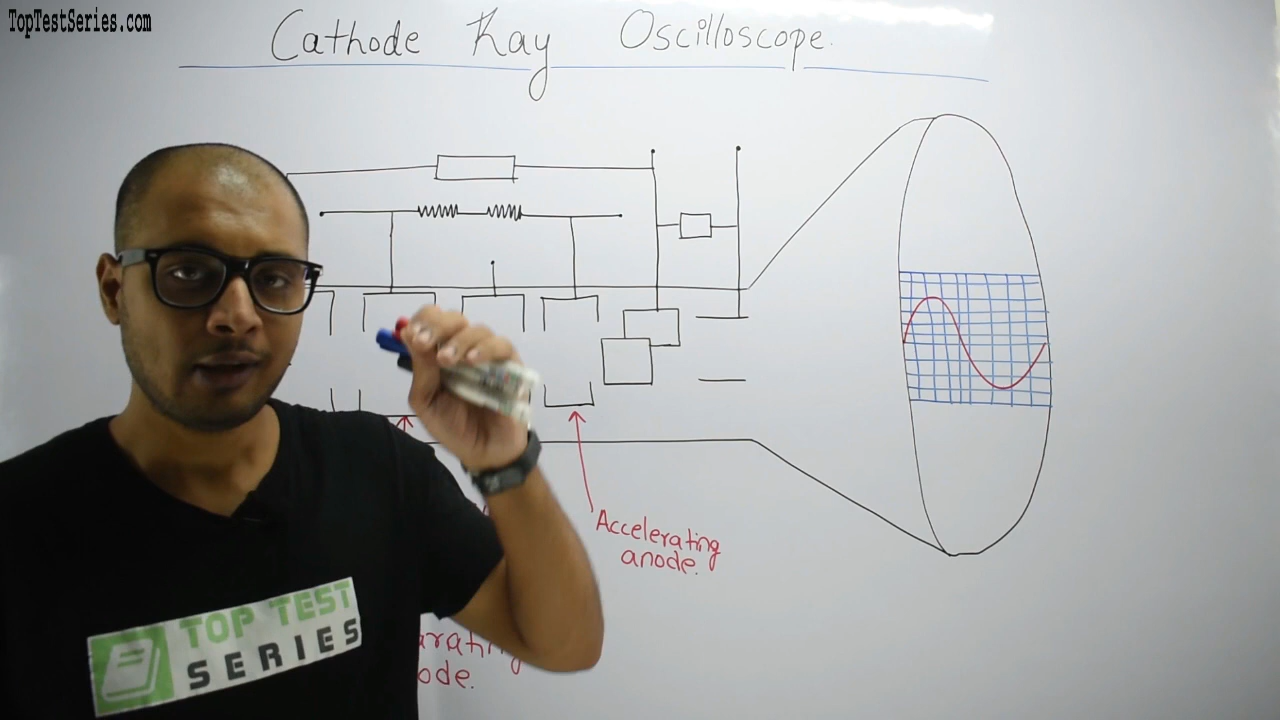 TopTestSeries.com
Cathode Ray Oscilloscope.
Accelerating
anode.
TOP TEST
SERIES